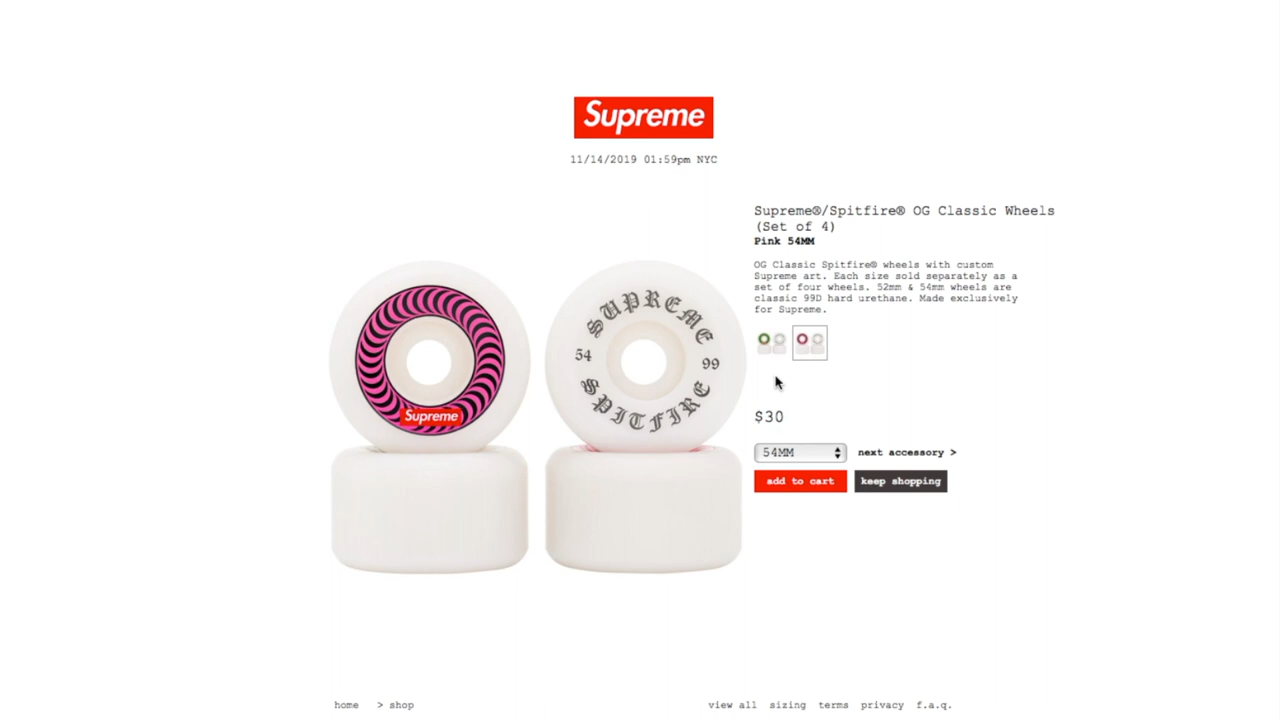 Supreme
11/14/2019 01:59pm NYC
Supreme®/Spitfire® OG Classic Wheels
(Set of 4)
Pink 54MM
OG Classic Spitfire® wheels with custom
Supreme art. Each size sold separately as a
set of four wheels. 52mm & 54mm wheels are
classic 99D hard urethane. Made exclusively
for Supreme.
SUPREME
54
99
SPITFIRE
Supreme
$30
54MM
next accessory >
add to cart
keep shopping
home > shop
view all sizing terms privacy f.a.q.